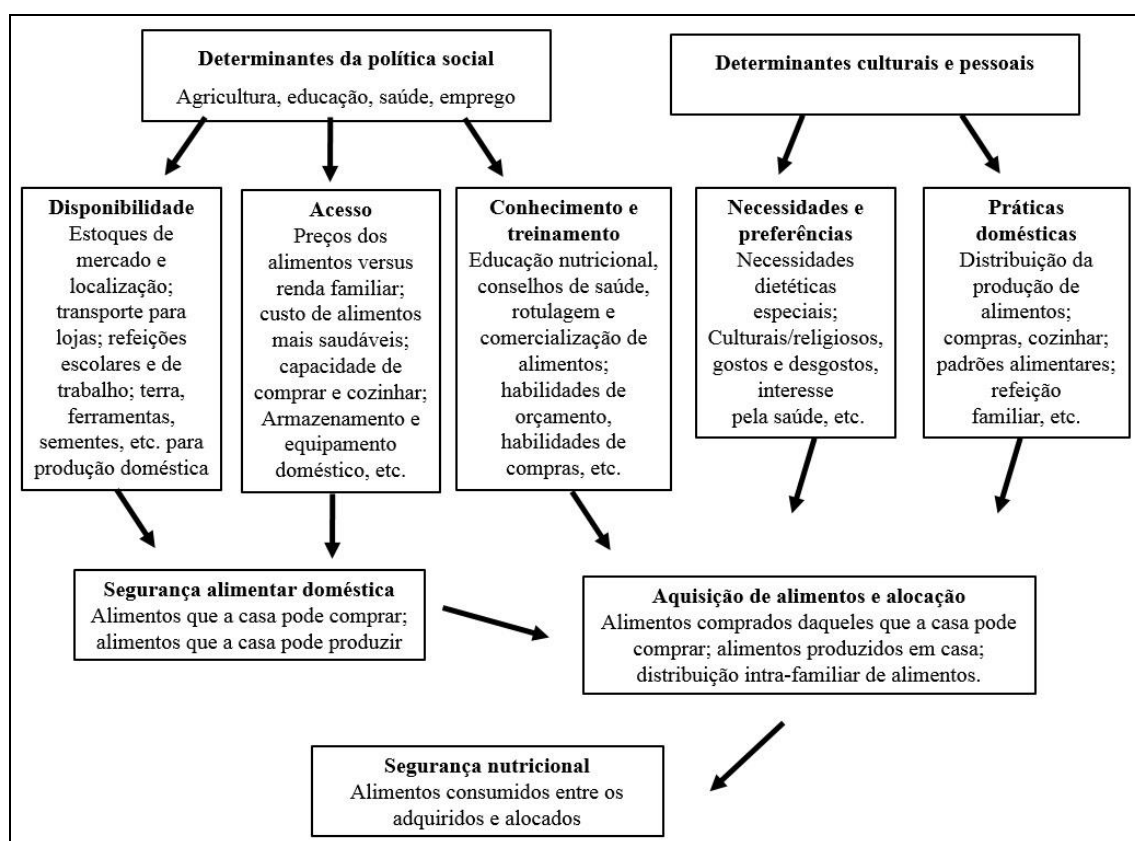 Determinantes da política social
Agricultura, educação, saúde, emprego
Determinantes culturais e pessoais
Disponibilidade
Estoques de
mercado e
localização;
transporte para
lojas; refeições
escolares e de
trabalho; terra,
ferramentas,
sementes, etc. para
produção doméstica
Acesso
Preços dos
alimentos versus
renda familiar;
custo de alimentos
mais saudáveis;
capacidade de
comprar e cozinhar;
Armazenamento e
equipamento
doméstico, etc.
Conhecimento e
treinamento
Educação nutricional,
conselhos de saúde,
rotulagem e
comercialização de
alimentos;
habilidades de
orçamento,
habilidades de
compras, etc.
Necessidades e
preferências
Necessidades
dietéticas
especiais;
Culturais/religiosos,
gostos e desgostos,
interesse
pela saúde, etc.
Práticas
domésticas
Distribuição da
produção de
alimentos;
compras, cozinhar;
padrões alimentares;
refeição
familiar, etc.
Segurança alimentar doméstica
Alimentos que a casa pode comprar;
alimentos que a casa pode produzir
Aquisição de alimentos e alocação
Alimentos comprados daqueles que a casa pode
comprar; alimentos produzidos em casa;
distribuição intra-familiar de alimentos.
Segurança nutricional
Alimentos consumidos entre os
adquiridos e alocados